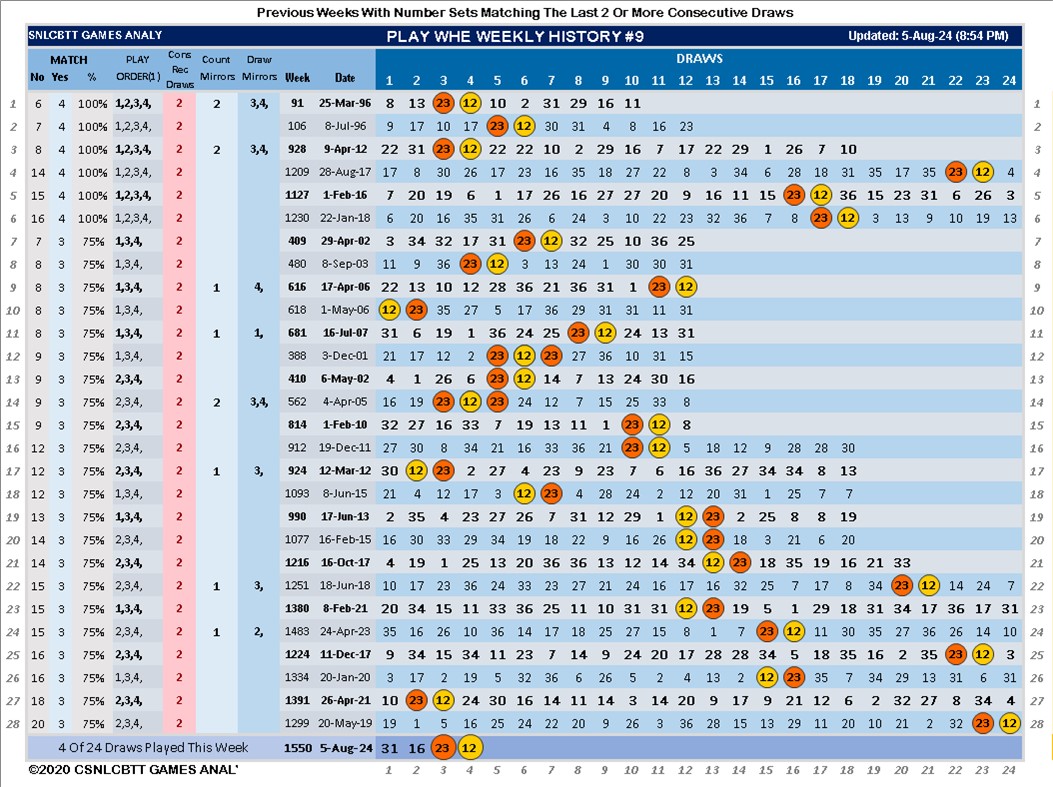 Previous Weeks With Number Sets Matching The Last 2 Or More Consecutive Draws
SNLCBTT GAMES ANALY PLAY WHE WEEKLY HISTORY #9 Updated: 5-Aug-24 (8:54 PM)
MATCH PLAY Cons Rec Draws Count Draw DRAWS
No Yes % ORDER(1) Mirrors Mirrors Week Date 1 2 3 4 5 6 7 8 9 10 11 12 13 14 15 16 17 18 19 20 21 22 23 24
1 6 4 100% 1,2,3,4, 2 2 3,4, 91 25-Mar-96 8 13 23 12 10 2 31 29 16 11 1
2 7 4 100% 1,2,3,4, 2 106 8-Jul-96 9 17 10 17 23 12 30 31 4 8 16 23 2
3 8 4 100% 1,2,3,4, 2 2 3,4, 928 9-Apr-12 22 31 23 12 22 22 10 2 29 16 7 17 22 29 1 26 7 10 3
4 14 4 100% 1,2,3,4, 2 1209 28-Aug-17 17 8 30 26 17 23 16 35 18 27 22 8 3 34 6 28 18 31 35 17 35 23 12 4 4
5 15 4 100% 1,2,3,4, 2 1127 1-Feb-16 7 20 19 6 1 17 26 16 27 27 20 9 16 11 15 23 12 36 15 23 31 6 26 3 5
6 16 4 100% 1,2,3,4, 2 1230 22-Jan-18 6 20 16 35 31 26 6 24 3 10 22 23 32 36 7 8 23 12 3 13 9 10 19 13 6
7 7 3 75% 1,3,4, 2 409 29-Apr-02 3 34 32 17 31 23 12 32 25 10 36 25 7
8 8 3 75% 1,3,4, 2 480 8-Sep-03 11 9 36 23 12 3 13 24 1 30 30 31 8
9 8 3 75% 1,3,4, 2 1 4, 616 17-Apr-06 22 13 10 12 28 36 21 36 31 1 23 12 9
10 8 3 75% 1,3,4, 2 618 1-May-06 12 23 35 27 5 17 36 29 31 31 11 31 10
11 8 3 75% 1,3,4, 2 1 1, 681 16-Jul-07 31 6 19 1 36 24 25 23 12 24 13 31 11
12 9 3 75% 1,3,4, 2 388 3-Dec-01 21 17 12 2 23 12 23 27 36 10 31 15 12
13 9 3 75% 2,3,4, 2 410 6-May-02 4 1 26 6 23 12 14 7 13 24 30 16 13
14 9 3 75% 2,3,4, 2 2 3,4, 562 4-Apr-05 16 19 23 12 23 24 12 7 15 25 33 8 14
15 9 3 75% 2,3,4, 2 814 1-Feb-10 32 27 16 33 7 19 13 11 1 23 12 8 15
16 12 3 75% 2,3,4, 2 912 19-Dec-11 27 30 8 34 21 16 33 36 21 23 12 5 18 12 9 28 28 30 16
17 12 3 75% 2,3,4, 2 1 3, 924 12-Mar-12 30 12 23 2 27 4 23 9 23 7 6 16 36 27 34 34 8 13 17
18 12 3 75% 1,3,4, 2 1093 8-Jun-15 21 4 12 17 3 12 23 4 28 24 2 12 20 31 1 25 7 7 18
19 13 3 75% 1,3,4, 2 990 17-Jun-13 2 35 4 23 27 26 7 31 12 29 1 12 23 2 25 8 8 19 19
20 14 3 75% 2,3,4, 2 1077 16-Feb-15 16 30 33 29 34 19 18 22 9 16 26 12 23 18 3 21 6 20 20
21 14 3 75% 2,3,4, 2 1216 16-Oct-17 4 19 1 25 13 20 36 36 13 12 14 34 12 23 18 35 19 16 21 33 21
22 15 3 75% 2,3,4, 2 1 3, 1251 18-Jun-18 10 17 23 36 24 33 22 27 21 24 16 17 16 32 25 7 17 8 34 23 12 14 24 7 22
23 15 3 75% 1,3,4, 2 1380 8-Feb-21 20 34 15 11 33 36 25 11 10 31 31 12 23 19 5 1 29 18 31 34 17 36 17 31 23
24 15 3 75% 2,3,4, 2 1 2, 1483 24-Apr-23 35 16 26 10 36 14 17 18 25 27 15 8 1 7 23 12 11 30 35 27 36 26 14 10 24
25 16 3 75% 2,3,4, 2 1224 11-Dec-17 9 34 15 34 11 23 7 14 9 24 20 17 28 28 34 5 18 35 16 2 35 23 12 3 25
26 16 3 75% 1,3,4, 2 1334 20-Jan-20 3 17 2 19 5 32 36 26 5 2 4 13 2 4 12 23 35 7 34 29 13 31 6 31 26
27 18 3 75% 2,3,4, 2 1391 26-Apr-21 10 23 12 24 30 16 14 11 14 3 14 20 9 17 9 21 12 6 2 32 27 8 34 4 27
28 20 3 75% 2,3,4, 2 1299 20-May-19 19 1 5 16 25 24 22 20 9 26 3 36 28 15 13 29 11 20 10 21 2 32 23 12 28
4 Of 24 Draws Played This Week 1550 5-Aug-24 31 16 23 12
©2020 CSNLCBTT GAMES ANAL' 1 2 3 4 5 6 7 8 9 10 11 12 13 14 15 16 17 18 19 20 21 22 23 24